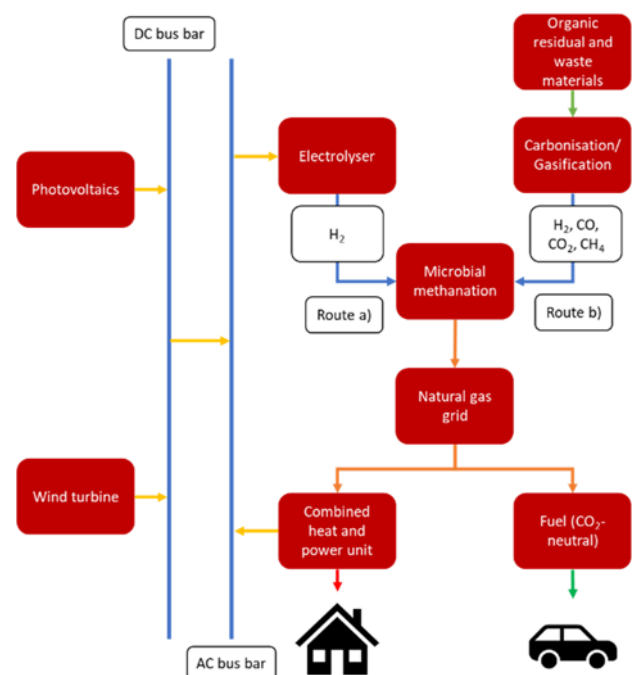 DC bus bar
Organic
residual and
waste
materials
Photovoltaics
Electrolyser
Carbonisation/
Gasification
H₂
H₂, CO,
CO₂, CH₄
Microbial
methanation
Route a)
Route b)
Natural gas
grid
Wind turbine
Combined
heat and
power unit
Fuel (CO₂-
neutral)
AC bus bar